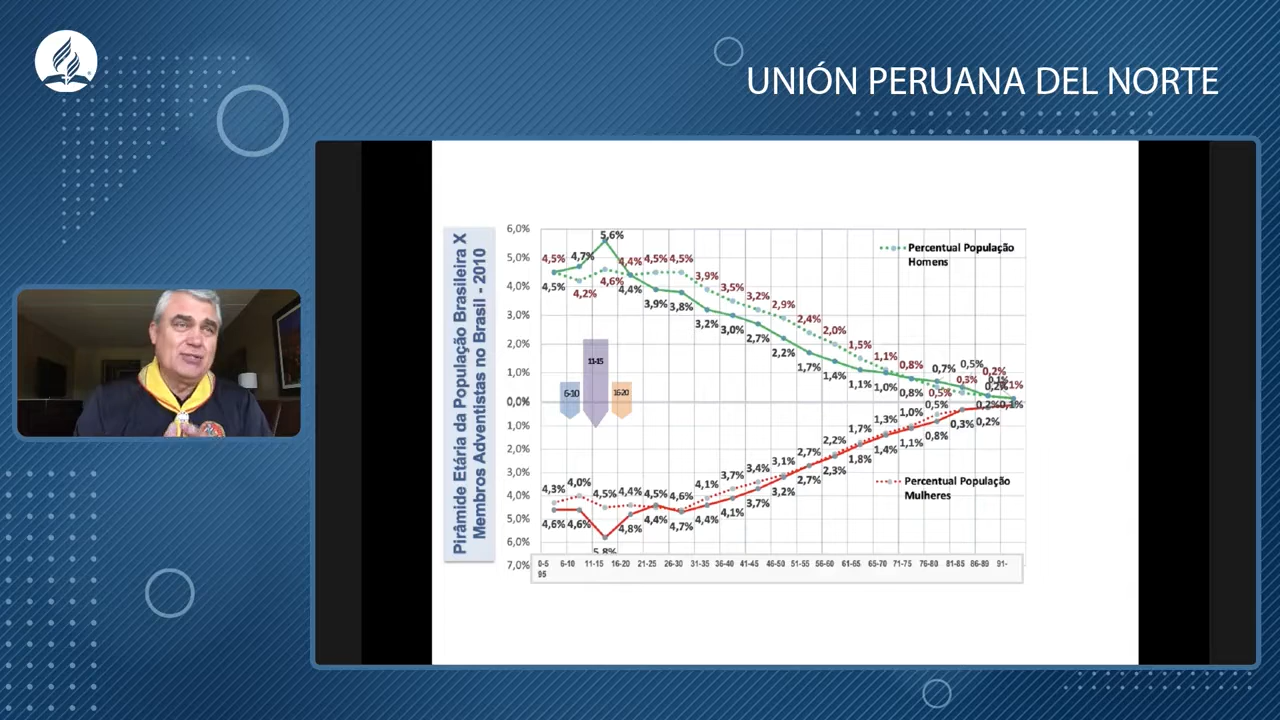 UNIÓN PERUANA DEL NORTE
Pirâmide Etária da População Brasileira X
Membros Adventistas no Brasil - 2010
6,0%
5,0%
4,0%
3,0%
2,0%
1,0%
0,0%
1,0%
2,0%
3,0%
4,0%
5,0%
6,0%
7,0%
Percentual População
Homens
4,5% 4,2% 4,6% 4,4% 4,5% 4,5% 3,9% 3,5% 3,2% 2,9% 2,4% 2,0% 1,5% 1,1% 0,8% 0,5% 0,3% 0,2% 0,1%
4,5% 4,7% 5,6% 4,4% 3,9% 3,8% 3,2% 3,0% 2,7% 2,2% 1,7% 1,4% 1,1% 1,0% 0,8% 0,7% 0,5% 0,2% 0,1%
6-10 11-15 16-20
4,3% 4,0% 4,5% 4,4% 4,5% 4,6% 4,1% 3,7% 3,4% 3,1% 2,7% 2,2% 1,7% 1,3% 1,0% 0,5% 0,2% 0,1%
4,6% 4,6% 5,8% 4,8% 4,4% 4,7% 4,4% 4,1% 3,7% 3,2% 2,7% 2,3% 1,8% 1,4% 1,1% 0,8% 0,3% 0,2%
Percentual População
Mulheres
0-5 6-10 11-15 16-20 21-25 26-30 31-35 36-40 41-45 46-50 51-55 56-60 61-65 65-70 71-75 76-80 81-85 86-89 91-
95